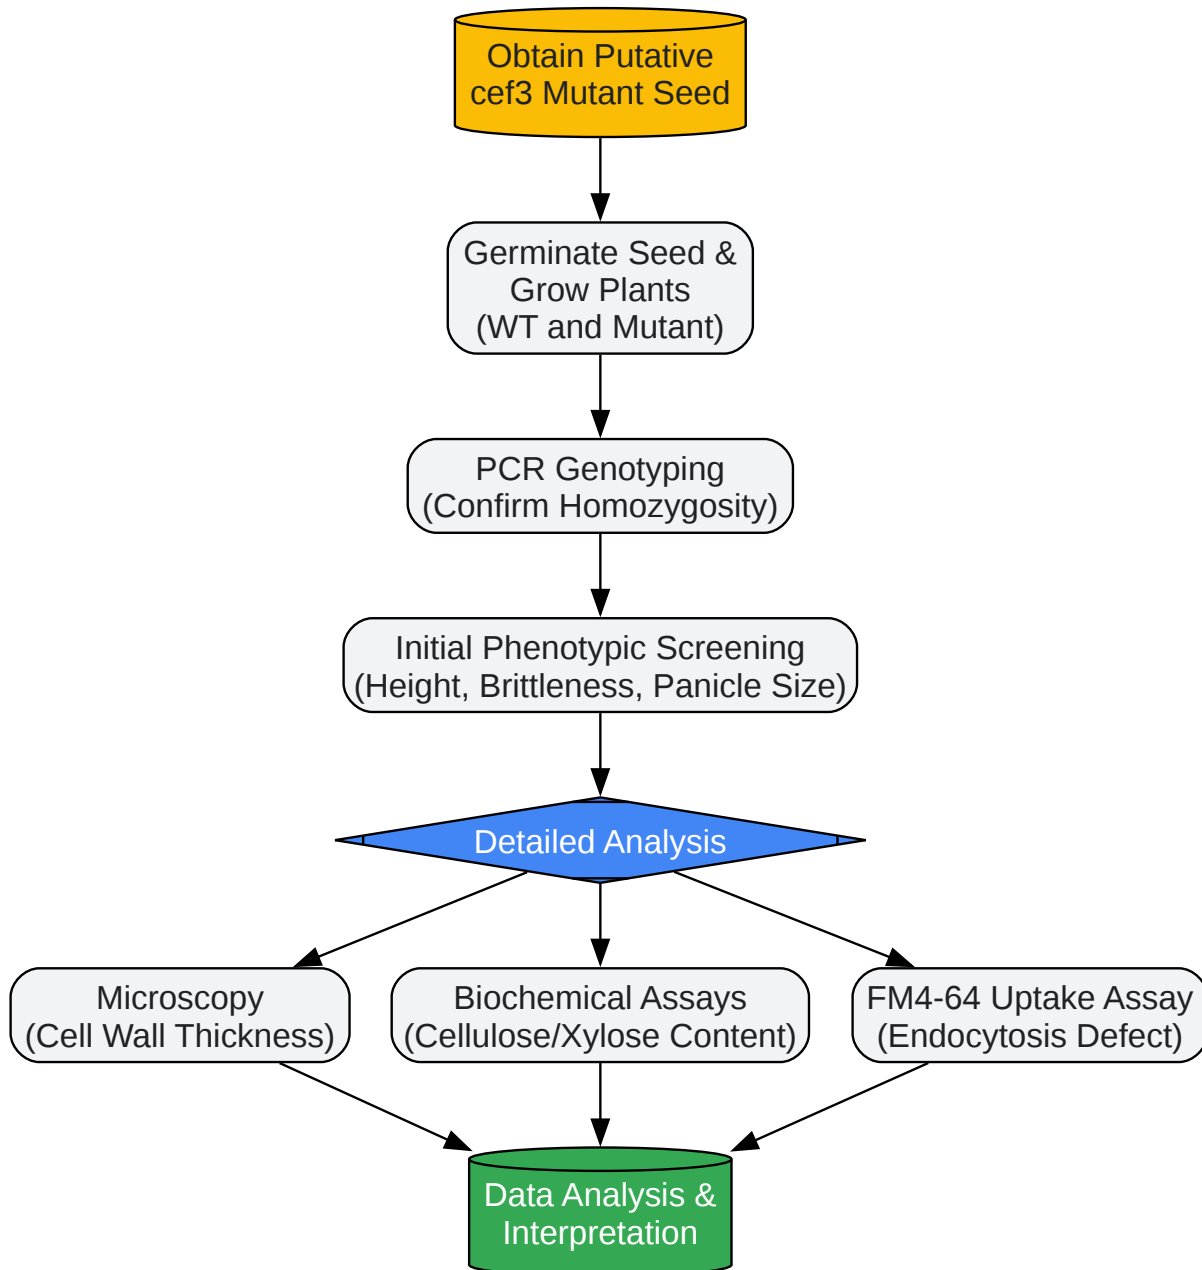 Obtain Putative
cef3 Mutant Seed
Germinate Seed &
Grow Plants
(WT and Mutant)
PCR Genotyping
(Confirm Homozygosity)
Initial Phenotypic Screening
(Height, Brittleness, Panicle Size)
Detailed Analysis
Microscopy
(Cell Wall Thickness)
Biochemical Assays
(Cellulose/Xylose Content)
FM4-64 Uptake Assay
(Endocytosis Defect)
Data Analysis &
Interpretation